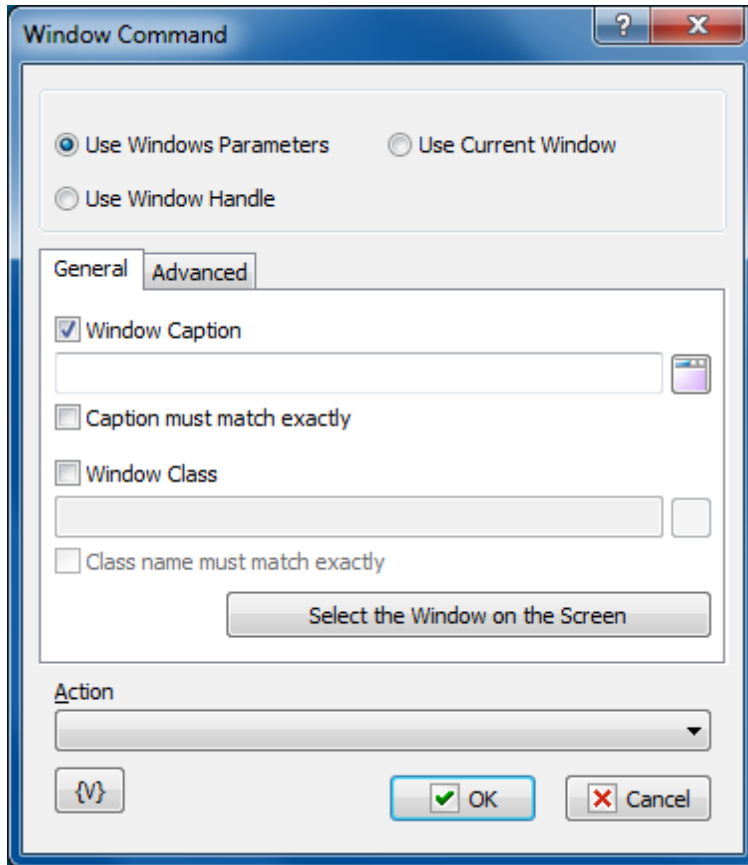 Window Command
?
X
Use Windows Parameters
Use Current Window
Use Window Handle
General
Advanced
Window Caption
Caption must match exactly
Window Class
Class name must match exactly
Select the Window on the Screen
Action
{V}
OK
Cancel